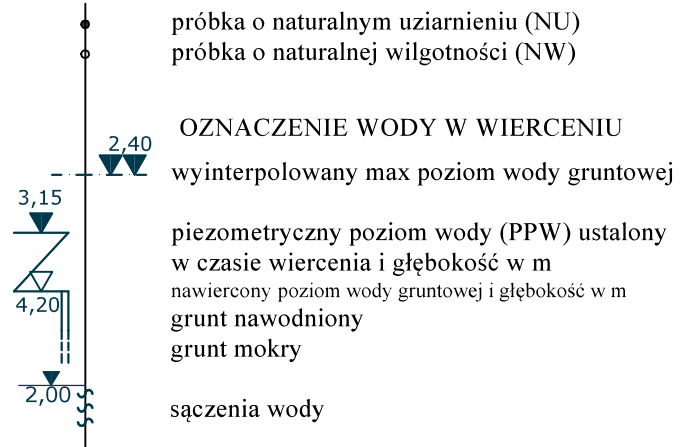 próbka o naturalnym uziarnieniu (NU)
próbka o naturalnej wilgotności (NW)
OZNACZENIE WODY W WIERCENIU
2,40
wyinterpolowany max poziom wody gruntowej
3,15
piezometryczny poziom wody (PPW) ustalony
w czasie wiercenia i głębokość w m
nawiercony poziom wody gruntowej i głębokość w m
4,20
grunt nawodniony
grunt mokry
2,00
sączenia wody